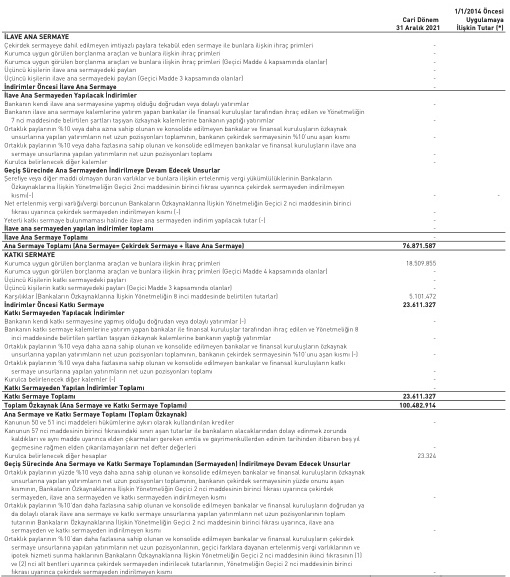 1/1/2014 Öncesi
Cari Dönem Uygulamaya
31 Aralık 2021 İlişkin Tutar (*)
İLAVE ANA SERMAYE
Çekirdek sermayeye dahil edilmeyen imtiyazlı paylara tekabül eden sermaye ile bunlara ilişkin ihraç primleri -
Kurumca uygun görülen borçlanma araçları ve bunlara ilişkin ihraç primleri -
Kurumca uygun görülen borçlanma araçları ve bunlara ilişkin ihraç primleri (Geçici Madde 4 kapsamında olanlar) -
Üçüncü kişilerin ilave ana sermayedeki payları -
Üçüncü kişilerin ilave ana sermayedeki payları (Geçici Madde 3 kapsamında olanlar) -
İndirimler Öncesi İlave Ana Sermaye -
İlave Ana Sermayeden Yapılacak İndirimler
Bankanın kendi ilave ana sermayesine yapmış olduğu doğrudan veya dolaylı yatırımlar -
Bankanın ilave ana sermaye kalemlerine yatırım yapan bankalar ile finansal kuruluşlar tarafından ihraç edilen ve Yönetmeliğin
7 nci maddesinde belirtilen şartları taşıyan özkaynak kalemlerine bankanın yaptığı yatırımlar -
Ortaklık paylarının %10 veya daha azına sahip olunan ve konsolide edilmeyen bankalar ve finansal kuruluşların özkaynak
unsurlarına yapılan yatırımların net uzun pozisyonları toplamının, bankanın çekirdek sermayesinin %10'unu aşan kısmı -
Ortaklık paylarının %10 veya daha fazlasına sahip olunan ve konsolide edilmeyen bankalar ve finansal kuruluşların ilave ana
sermaye unsurlarına yapılan yatırımların net uzun pozisyonları toplamı -
Kurulca belirlenecek diğer kalemler -
Geçiş Sürecinde Ana Sermayeden İndirilmeye Devam Edecek Unsurlar
Şerefiye veya diğer maddi olmayan duran varlıklar ve bunlara ilişkin ertelenmiş vergi yükümlülüklerinin Bankaların
Özkaynaklarına İlişkin Yönetmeliğin Geçici 2nci maddesinin birinci fıkrası uyarınca çekirdek sermayeden indirilmeyen
kısmı(-) - -
Net ertelenmiş vergi varlığı/vergi borcunun Bankaların Özkaynaklarına İlişkin Yönetmeliğin Geçici 2 nci maddesinin birinci
fıkrası uyarınca çekirdek sermayeden indirilmeyen kısmı (-) -
Yeterli katkı sermaye bulunmaması halinde ilave ana sermayeden indirim yapılacak tutar (-) -
İlave ana sermayeden yapılan indirimler toplamı -
İlave Ana Sermaye Toplamı -
Ana Sermaye Toplamı (Ana Sermaye= Çekirdek Sermaye + İlave Ana Sermaye) 76.871.587
KATKI SERMAYE
Kurumca uygun görülen borçlanma araçları ve bunlara ilişkin ihraç primleri 18.509.855
Kurumca uygun görülen borçlanma araçları ve bunlara ilişkin ihraç primleri (Geçici Madde 4 kapsamında olanlar) -
Üçüncü Kişilerin katkı sermayedeki payları -
Üçüncü kişilerin katkı sermayedeki payları (Geçici Madde 3 kapsamında olanlar) -
Karşılıklar (Bankaların Özkaynaklarına İlişkin Yönetmeliğin 8 inci maddesinde belirtilen tutarlar) 5.101.472
İndirimler Öncesi Katkı Sermaye 23.611.327
Katkı Sermayeden Yapılacak İndirimler
Bankanın kendi katkı sermayesine yapmış olduğu doğrudan veya dolaylı yatırımlar (-) -
Bankanın katkı sermaye kalemlerine yatırım yapan bankalar ile finansal kuruluşlar tarafından ihraç edilen ve Yönetmeliğin 8
inci maddesinde belirtilen şartları taşıyan özkaynak kalemlerine bankanın yaptığı yatırımlar -
Ortaklık paylarının %10 veya daha azına sahip olunan ve konsolide edilmeyen bankalar ve finansal kuruluşların özkaynak
unsurlarına yapılan yatırımların net uzun pozisyonları toplamının, bankanın çekirdek sermayesinin %10'unu aşan kısmı (-) -
Ortaklık paylarının %10 veya daha fazlasına sahip olunan ve konsolide edilmeyen bankalar ve finansal kuruluşların katkı
sermaye unsurlarına yapılan yatırımların net uzun pozisyonları toplamı -
Kurulca belirlenecek diğer kalemler (-) -
Katkı Sermayeden Yapılan İndirimler Toplamı -
Katkı Sermaye Toplamı 23.611.327
Toplam Özkaynak (Ana Sermaye ve Katkı Sermaye Toplamı) 100.482.914
Ana Sermaye ve Katkı Sermaye Toplamı (Toplam Özkaynak)
Kanunun 50 ve 51 inci maddeleri hükümlerine aykırı olarak kullandırılan krediler -
Kanunun 57 nci maddesinin birinci fıkrasındaki sınırı aşan tutarlar ile bankaların alacaklarından dolayı edinmek zorunda
kaldıkları ve aynı madde uyarınca elden çıkarmaları gereken emtia ve gayrimenkullerden edinim tarihinden itibaren beş yıl
geçmesine rağmen elden çıkarılamayanların net defter değerleri -
Kurulca belirlenecek diğer hesaplar 23.324
Geçiş Sürecinde Ana Sermaye ve Katkı Sermaye Toplamından (Sermayeden) İndirilmeye Devam Edecek Unsurlar
Ortaklık paylarının yüzde %10 veya daha azına sahip olunan ve konsolide edilmeyen bankalar ve finansal kuruluşların özkaynak
unsurlarına yapılan yatırımların net uzun pozisyonları toplamının, bankanın çekirdek sermayesinin yüzde onunu aşan
kısmının, Bankaların Özkaynaklarına İlişkin Yönetmeliğin Geçici 2 nci maddesinin birinci fıkrası uyarınca çekirdek
sermayeden, ilave ana sermayeden ve katkı sermayeden indirilmeyen kısmı -
Ortaklık paylarının %10'dan daha fazlasına sahip olunan ve konsolide edilmeyen bankalar ve finansal kuruluşların doğrudan ya
da dolaylı olarak ilave ana sermaye ve katkı sermaye unsurlarına yapılan yatırımların net uzun pozisyonlarının toplam
tutarının Bankaların Özkaynaklarına İlişkin Yönetmeliğin Geçici 2 nci maddesinin birinci fıkrası uyarınca, ilave ana
sermayeden ve katkı sermayeden indirilmeyen kısmı -
Ortaklık paylarının %10'dan daha fazlasına sahip olunan ve konsolide edilmeyen bankalar ve finansal kuruluşların çekirdek
sermaye unsurlarına yapılan yatırımların net uzun pozisyonlarının, geçici farklara dayanan ertelenmiş vergi varlıklarının ve
ipotek hizmeti sunma haklarının Bankaların Özkaynaklarına İlişkin Yönetmeliğin Geçici 2 nci maddesinin ikinci fıkrasının (1)
ve (2) nci alt bentleri uyarınca çekirdek sermayeden indirilecek tutarlarının, Yönetmeliğin Geçici 2 nci maddesinin birinci
fıkrası uyarınca çekirdek sermayeden indirilmeyen kısmı -